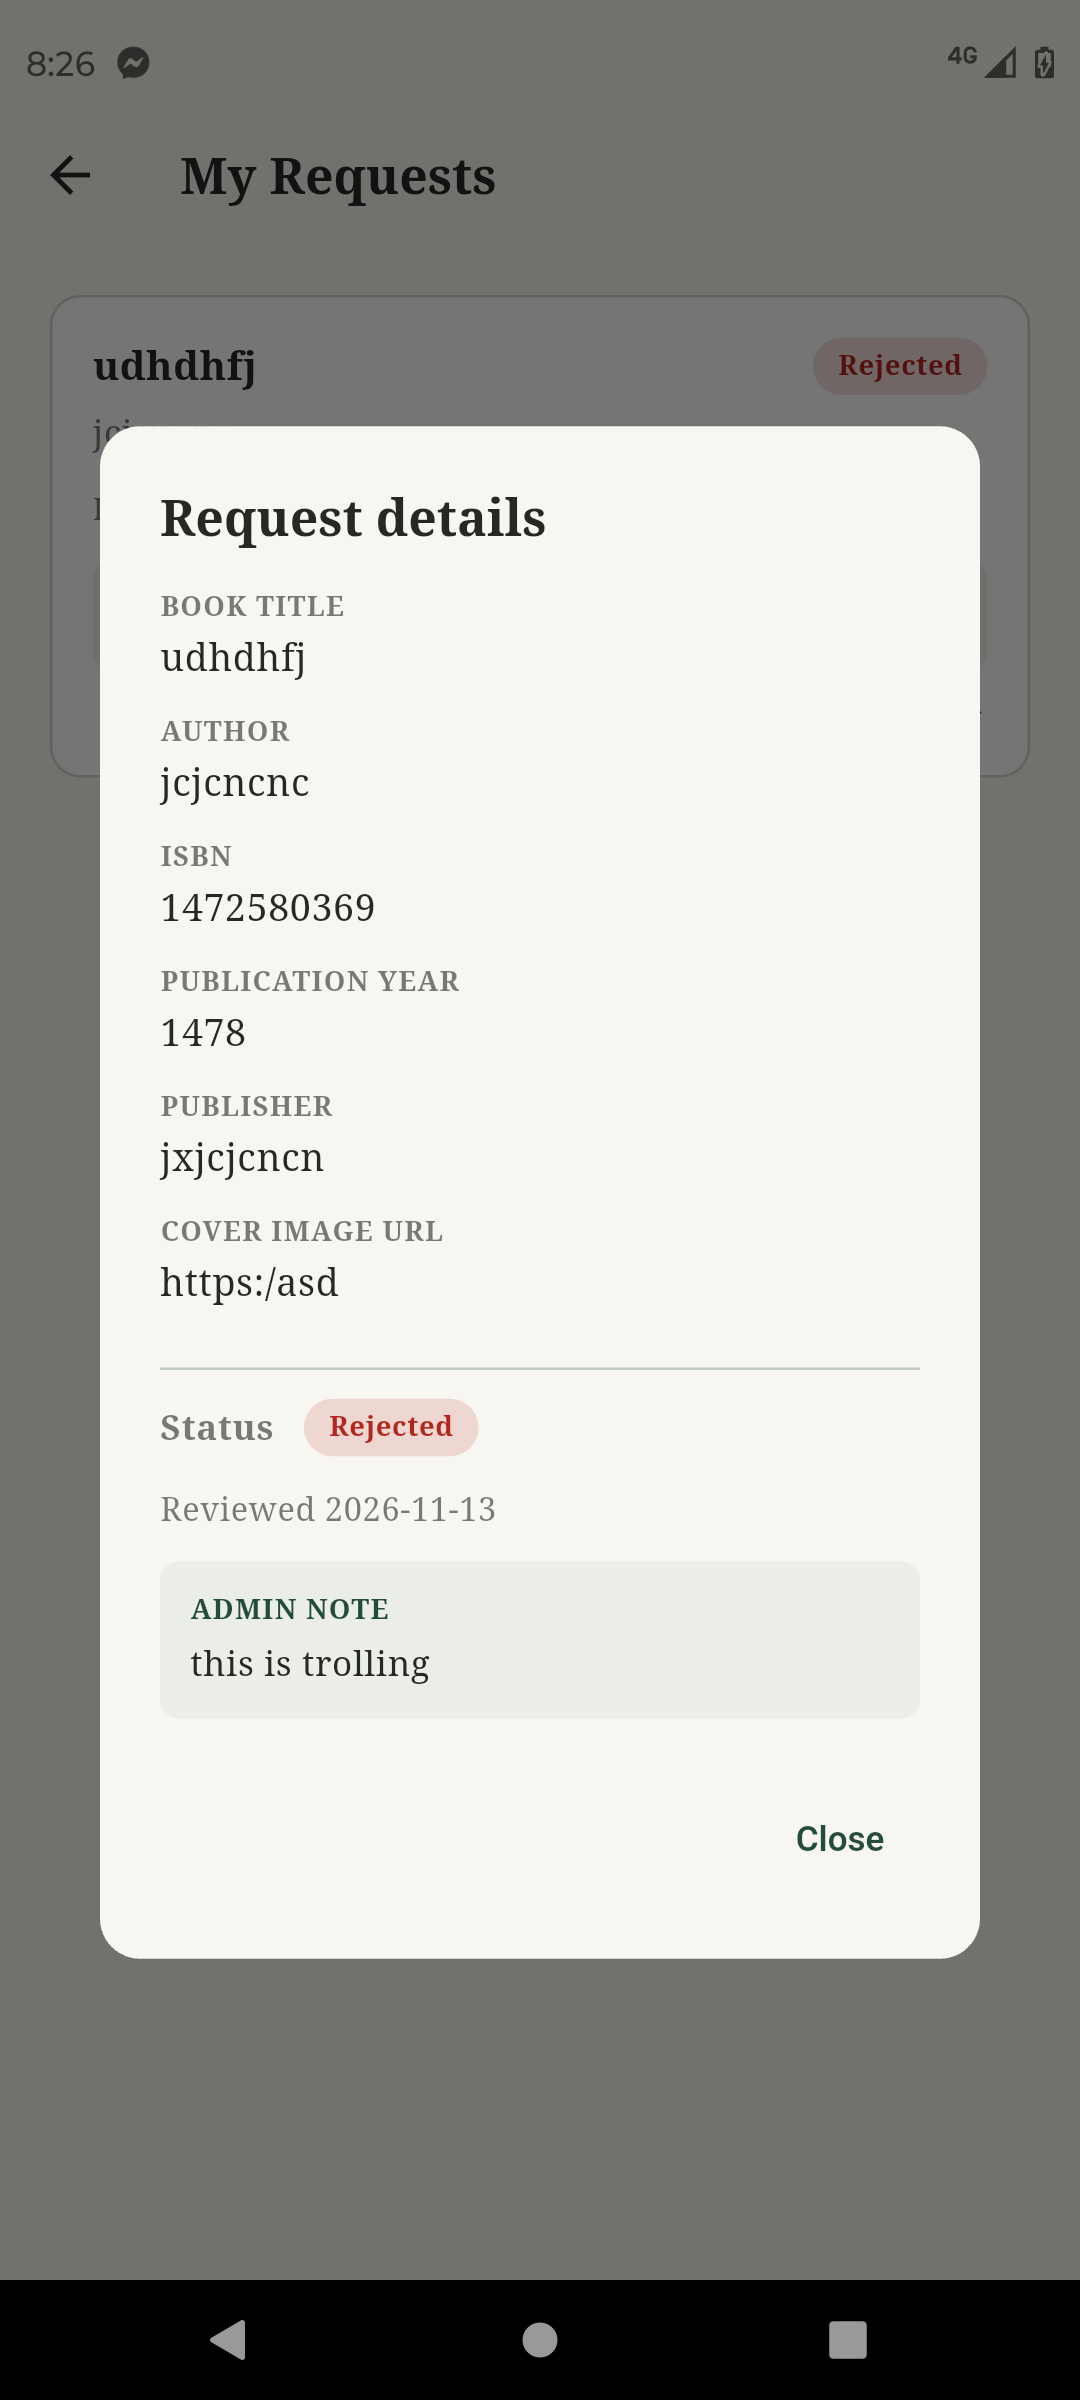 8:26
4G
My Requests
udhdhfj
Rejected
Request details
BOOK TITLE
udhdhfj
AUTHOR
jcjcncnc
ISBN
1472580369
PUBLICATION YEAR
1478
PUBLISHER
jxjcjcncn
COVER IMAGE URL
https:/asd
Status
Rejected
Reviewed 2026-11-13
ADMIN NOTE
this is trolling
Close